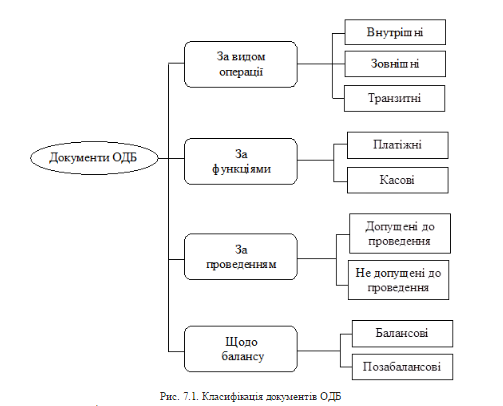 Документи ОДБ
За видом
операції
Внутрішні
Зовнішні
Транзитні
За
функціями
Платіжні
Касові
За
проведенням
Допущені до
проведення
Не допущені до
проведення
Щодо
балансу
Балансові
Позабалансові
Рис. 7.1. Класифікація документів ОДБ